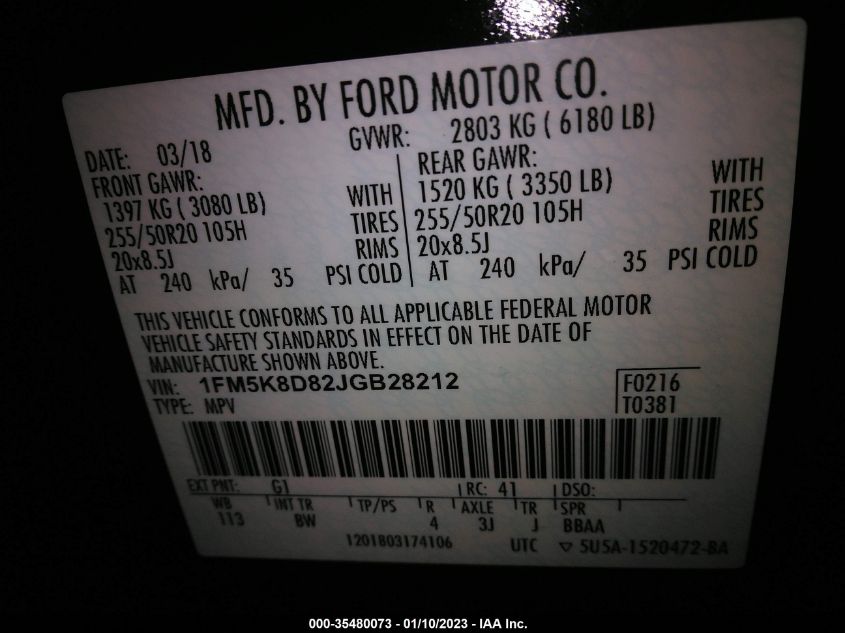 MFD. BY FORD MOTOR CO.
DATE: 03/18 GVWR: 2803 KG ( 6180 LB)
FRONT GAWR: REAR GAWR:
1397 KG ( 3080 LB) WITH 1520 KG ( 3350 LB) WITH
255/50R20 105H TIRES 255/50R20 105H TIRES
20x8.5J RIMS 20x8.5J RIMS
AT 240 kPa/ 35 PSI COLD AT 240 kPa/ 35 PSI COLD
THIS VEHICLE CONFORMS TO ALL APPLICABLE FEDERAL MOTOR
VEHICLE SAFETY STANDARDS IN EFFECT ON THE DATE OF
MANUFACTURE SHOWN ABOVE.
VIN: 1FM5K8D82JGB28212 F0216
TYPE: MPV T0381
EXT PNT: G1 RC: 41 DSO:
WB INT TR TP/PS R AXLE TR SPR
113 BW 4 3J J BBAA
1201803174106 UTC ▽ 5U5A-1520472-BA
000-35480073 - 01/10/2023 - IAA Inc.